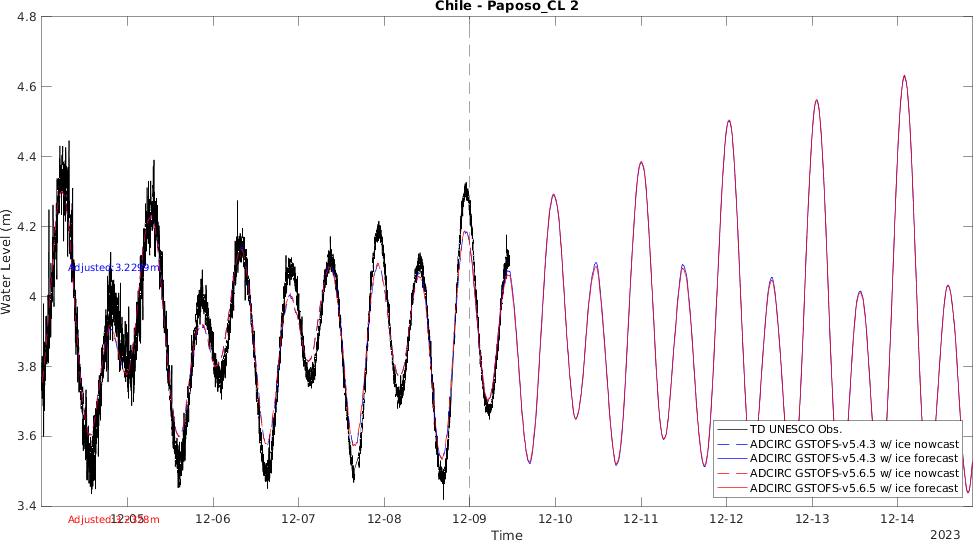 Chile - Paposo_CL 2
4.8
4.6
4.4
4.2
4
3.8
3.6
3.4
Water Level (m)
Adjusted:3.2299m
TD UNESCO Obs.
ADCIRC GSTOFS-v5.4.3 w/ ice nowcast
ADCIRC GSTOFS-v5.4.3 w/ ice forecast
ADCIRC GSTOFS-v5.6.5 w/ ice nowcast
ADCIRC GSTOFS-v5.6.5 w/ ice forecast
12-05 12-06 12-07 12-08 12-09 12-10 12-11 12-12 12-13 12-14
Time
2023